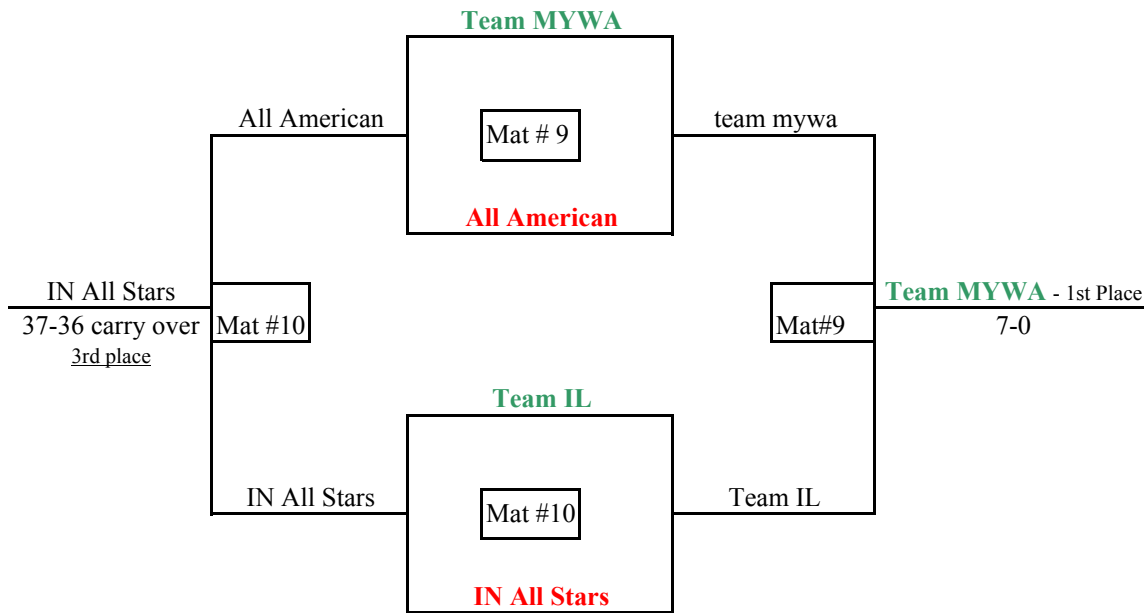 Team MYWA
All American
Mat # 9
team mywa
All American
IN All Stars
37-36 carry over
3rd place
Mat #10
Mat#9
Team MYWA - 1st Place
7-0
Team IL
IN All Stars
Mat #10
Team IL
IN All Stars